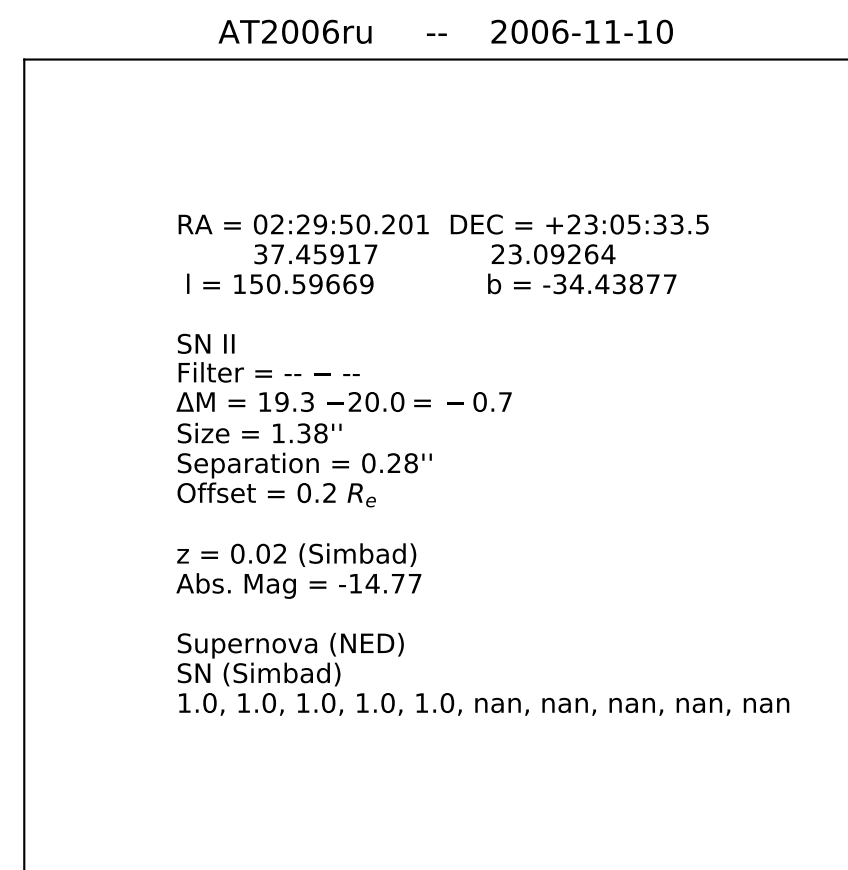 AT2006ru -- 2006-11-10
RA = 02:29:50.201 DEC = +23:05:33.5
37.45917 23.09264
l = 150.59669 b = -34.43877
SN II
Filter = -- − --
ΔM = 19.3 −20.0 = − 0.7
Size = 1.38''
Separation = 0.28''
Offset = 0.2 Rₑ
z = 0.02 (Simbad)
Abs. Mag = -14.77
Supernova (NED)
SN (Simbad)
1.0, 1.0, 1.0, 1.0, 1.0, nan, nan, nan, nan, nan